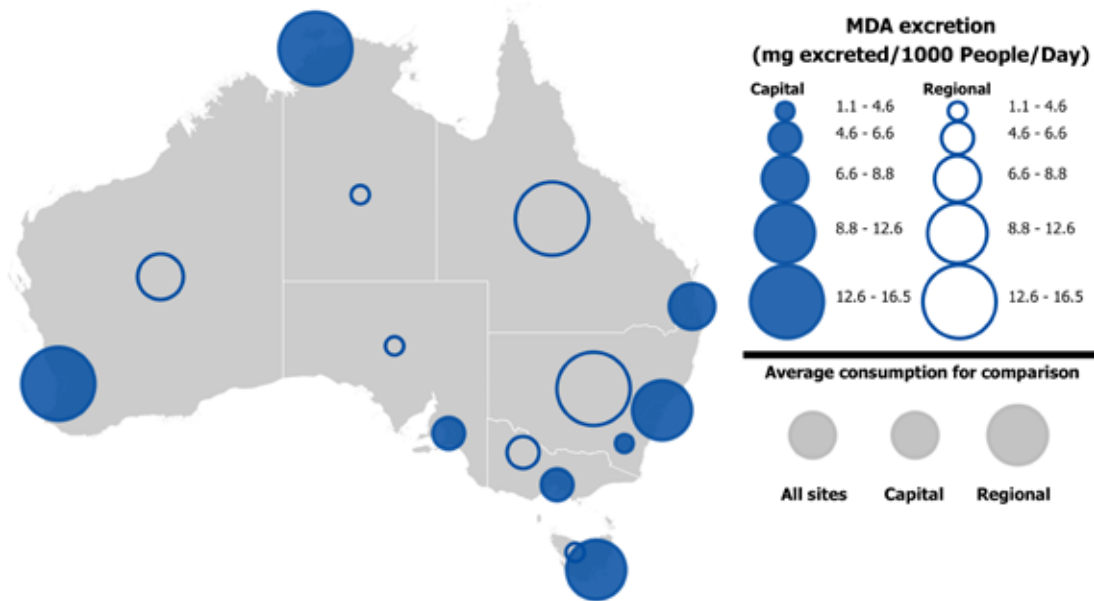 MDA excretion
(mg excreted/1000 People/Day)
Capital Regional
1.1 - 4.6 1.1 - 4.6
4.6 - 6.6 4.6 - 6.6
6.6 - 8.8 6.6 - 8.8
8.8 - 12.6 8.8 - 12.6
12.6 - 16.5 12.6 - 16.5
Average consumption for comparison
All sites Capital Regional